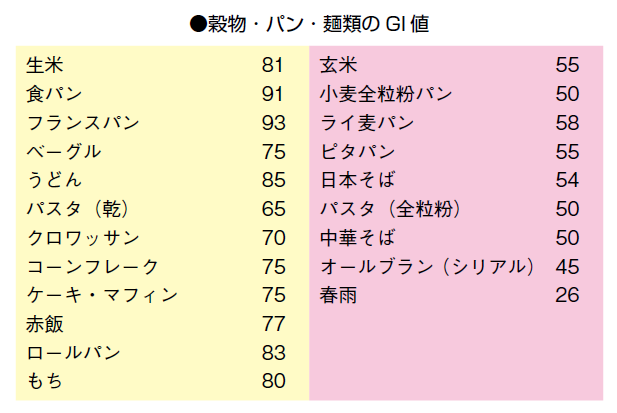 ●穀物・パン・麺類のGI値
生米 81
食パン 91
フランスパン 93
ベーグル 75
うどん 85
パスタ（乾） 65
クロワッサン 70
コーンフレーク 75
ケーキ・マフィン 75
赤飯 77
ロールパン 83
もち 80
玄米 55
小麦全粒粉パン 50
ライ麦パン 58
ピタパン 55
日本そば 54
パスタ（全粒粉） 50
中華そば 50
オールブラン（シリアル） 45
春雨 26